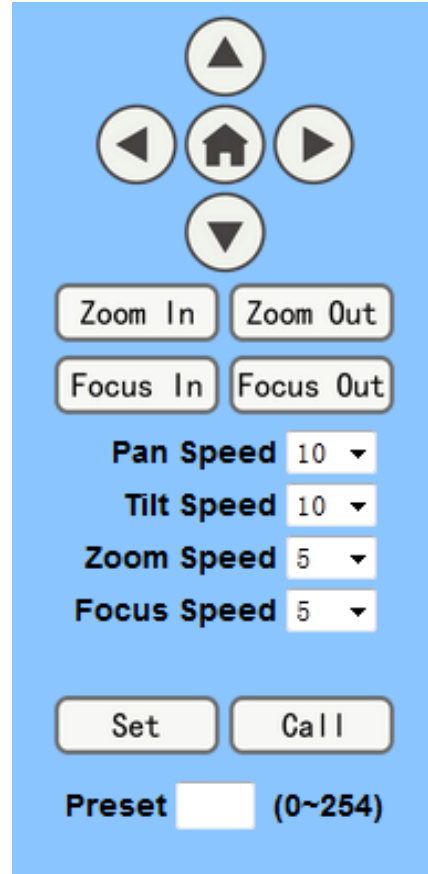 Zoom In Zoom Out
Focus In Focus Out
Pan Speed 10
Tilt Speed 10
Zoom Speed 5
Focus Speed 5
Set Call
Preset (0~254)